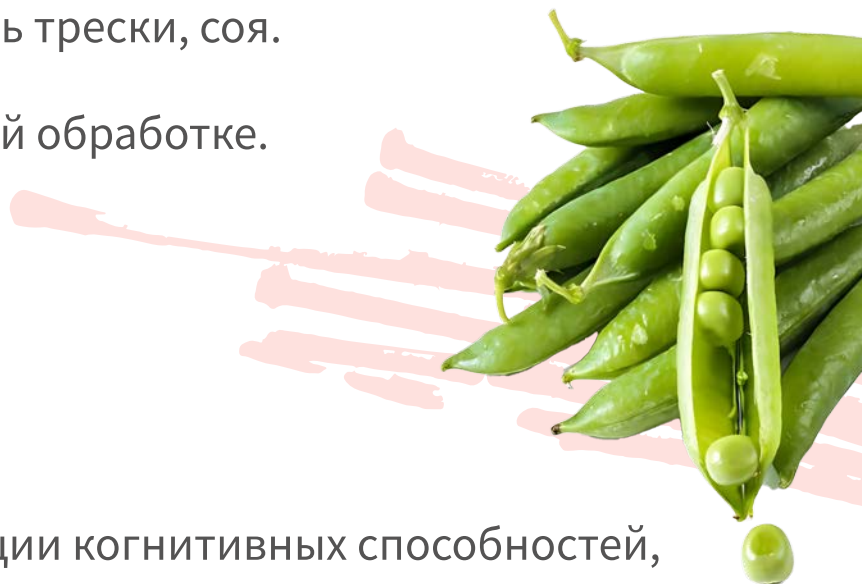 ь трески, соя.
й обработке.
ции когнитивных способностей,